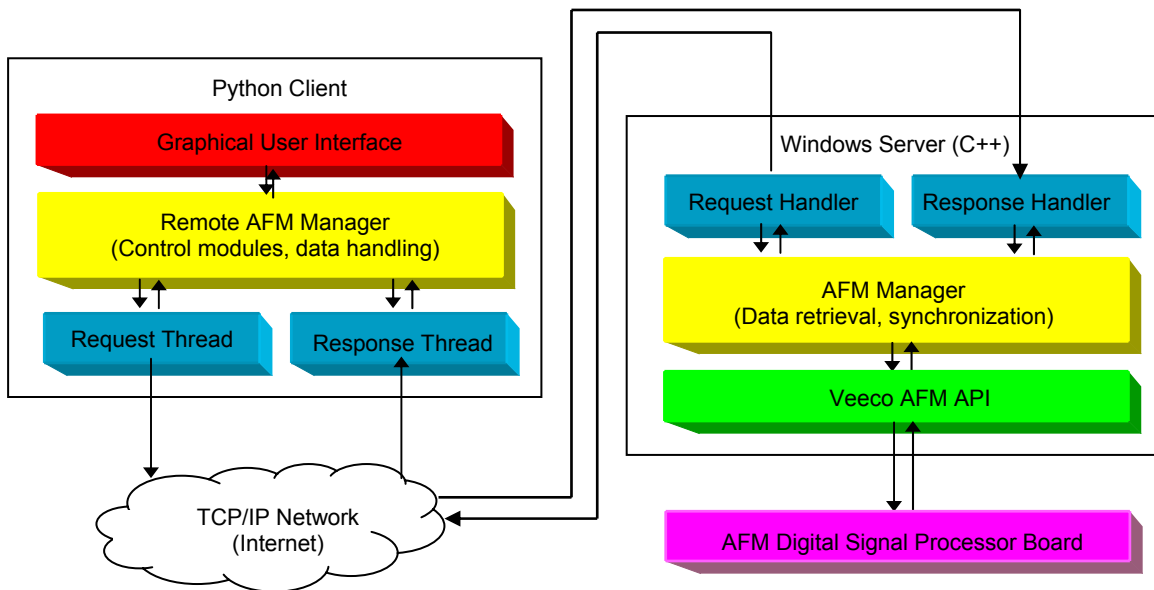 Python Client
Graphical User Interface
Remote AFM Manager
(Control modules, data handling)
Request Thread
Response Thread
TCP/IP Network
(Internet)
Windows Server (C++)
Request Handler
Response Handler
AFM Manager
(Data retrieval, synchronization)
Veeco AFM API
AFM Digital Signal Processor Board